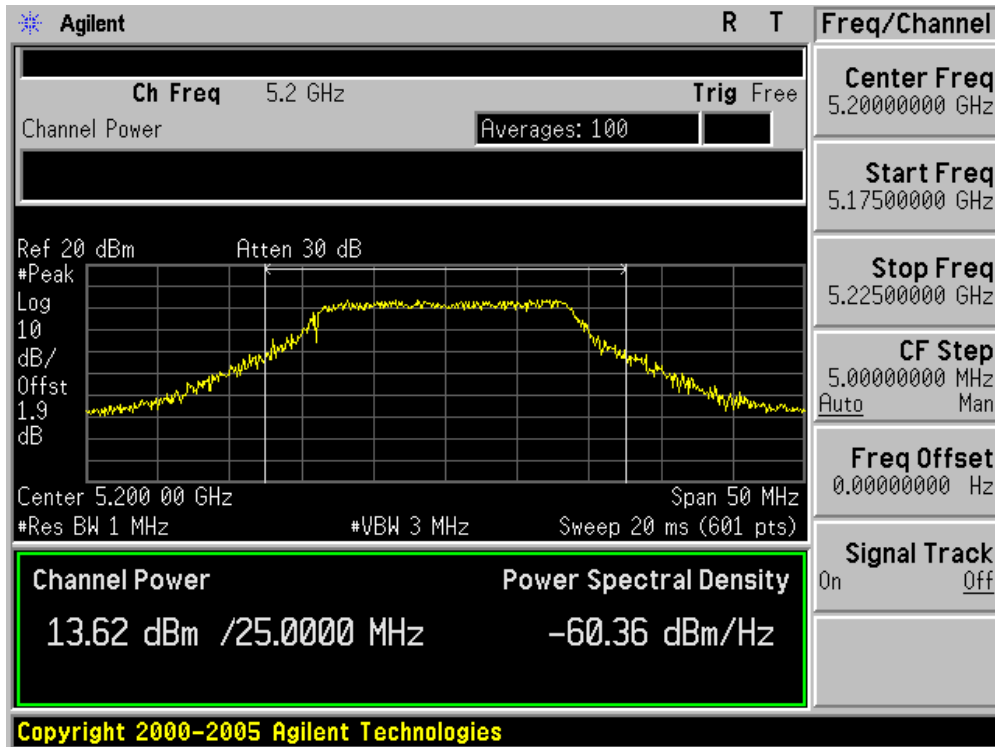 Agilent R T
Ch Freq 5.2 GHz Trig Free
Channel Power Averages: 100
Ref 20 dBm Atten 30 dB
#Peak
Log
10
dB/
Offst
1.9
dB
Center 5.200 00 GHz Span 50 MHz
#Res BW 1 MHz #VBW 3 MHz Sweep 20 ms (601 pts)
Channel Power Power Spectral Density
13.62 dBm /25.0000 MHz -60.36 dBm/Hz
Copyright 2000-2005 Agilent Technologies
Freq/Channel
Center Freq
5.20000000 GHz
Start Freq
5.17500000 GHz
Stop Freq
5.22500000 GHz
CF Step
5.00000000 MHz
Auto Man
Freq Offset
0.00000000 Hz
Signal Track
On Off